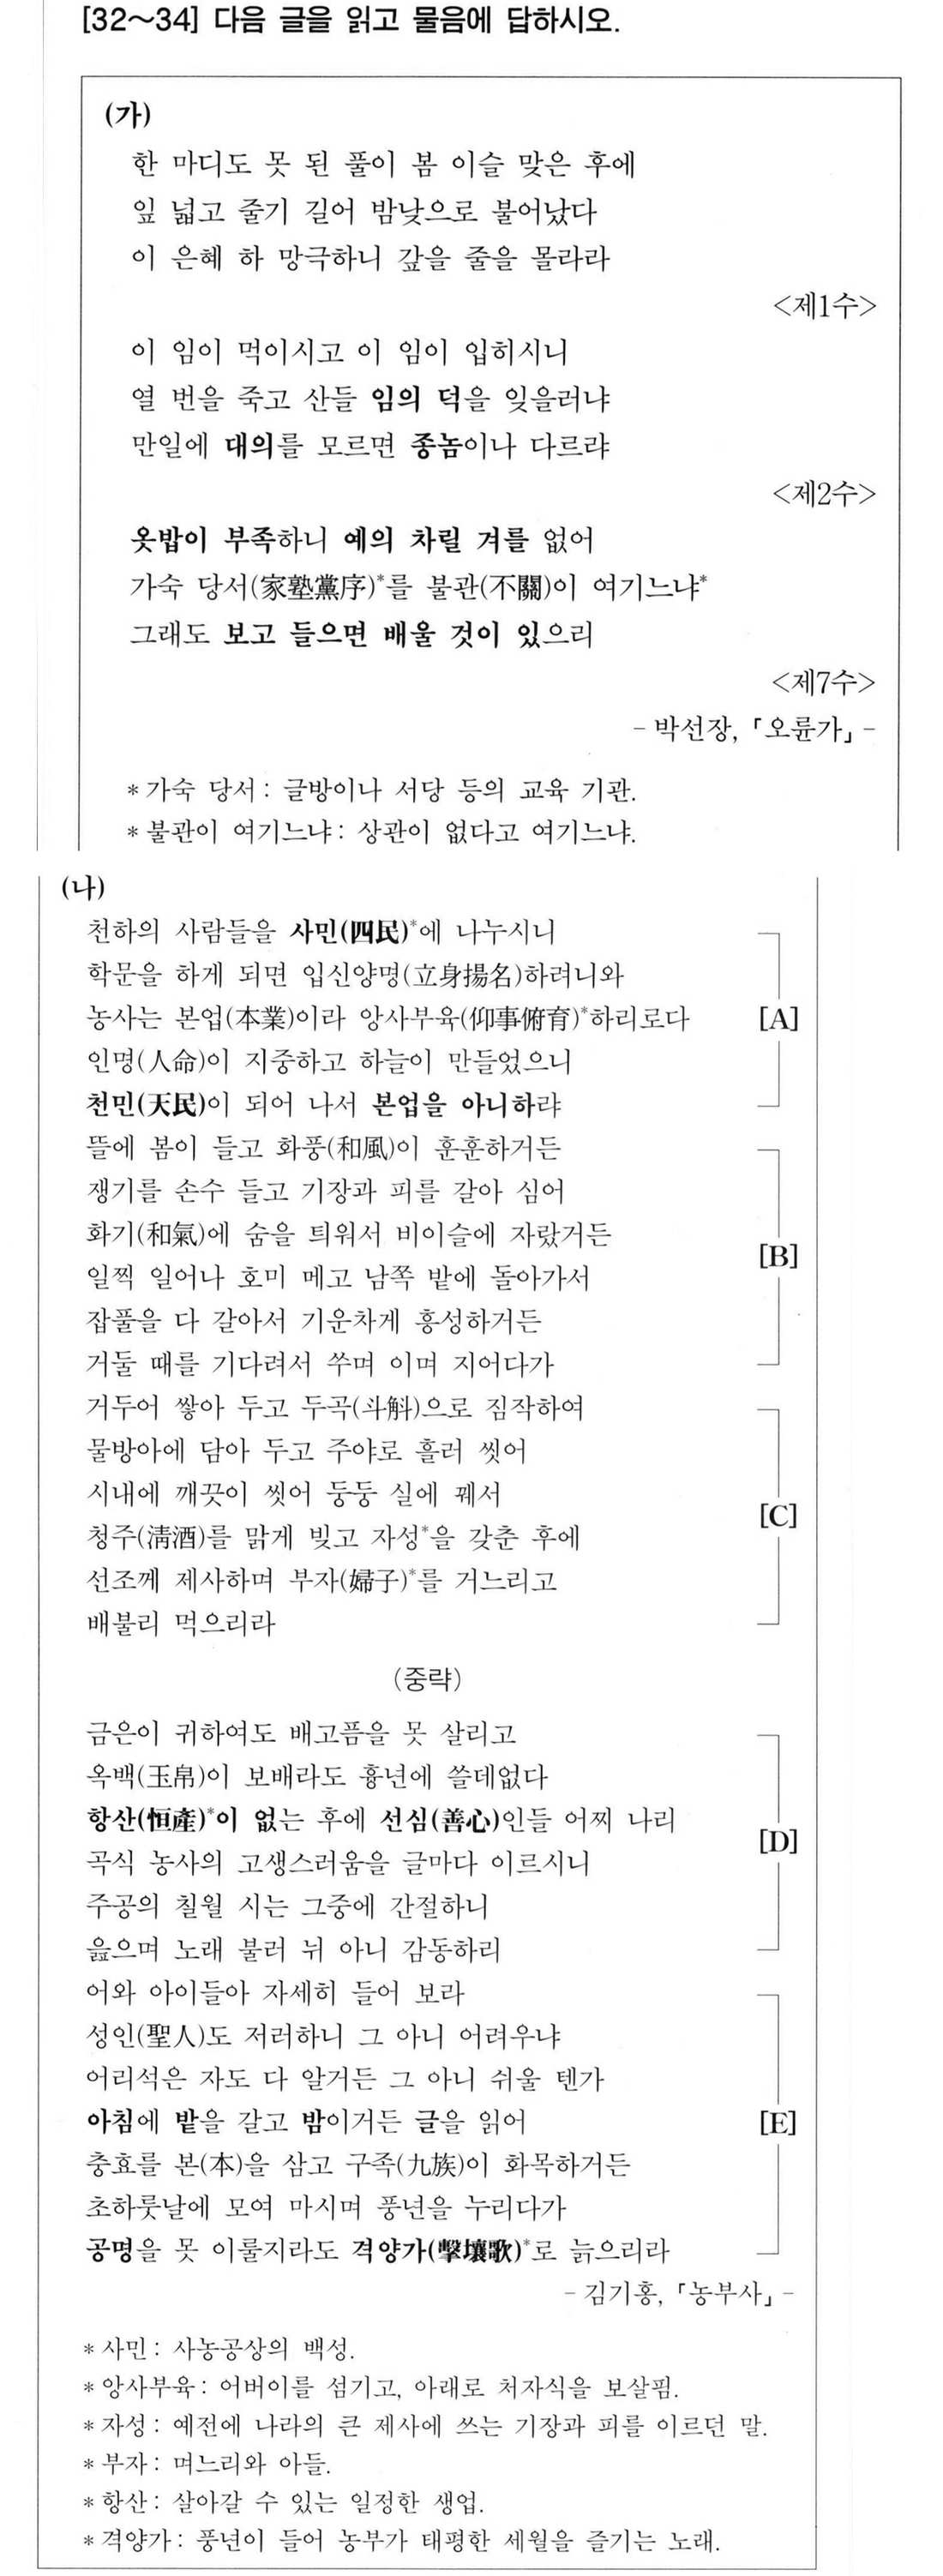 [32～34] 다음 글을 읽고 물음에 답하시오.
(가)
한 마디도 못 된 풀이 봄 이슬 맞은 후에
잎 넓고 줄기 길어 밤낮으로 불어났다
이 은혜 하 망극하니 갚을 줄을 몰라라
<제1수>
이 임이 먹이시고 이 임이 입히시니
열 번을 죽고 산들 임의 덕을 잊을러냐
만일에 대의를 모르면 종놈이나 다르랴
<제2수>
옷밥이 부족하니 예의 차릴 겨를 없어
가숙 당서(家塾黨序)*를 불관(不關)이 여기느냐*
그래도 보고 들으면 배울 것이 있으리
<제7수>
- 박선장, 「오륜가」 -
* 가숙 당서 : 글방이나 서당 등의 교육 기관.
* 불관이 여기느냐 : 상관이 없다고 여기느냐.
(나)
천하의 사람들을 사민(四民)*에 나누시니
학문을 하게 되면 입신양명(立身揚名)하려니와
농사는 본업(本業)이라 앙사부육(仰事俯育)*하리로다 [A]
인명(人命)이 지중하고 하늘이 만들었으니
천민(天民)이 되어 나서 본업을 아니하랴
뜰에 봄이 들고 화풍(和風)이 훈훈하거든
쟁기를 손수 들고 기장과 피를 갈아 심어
화기(和氣)에 숨을 틔워서 비이슬에 자랐거든
일찍 일어나 호미 메고 남쪽 밭에 돌아가서 [B]
잡풀을 다 갈아서 기운차게 흥성하거든
거둘 때를 기다려서 쑤며 이며 지어다가
거두어 쌓아 두고 두곡(斗斛)으로 짐작하여
물방아에 담아 두고 주야로 흘러 씻어
시내에 깨끗이 씻어 둥둥 실에 꿰서
청주(淸酒)를 맑게 빚고 자성*을 갖춘 후에 [C]
선조께 제사하며 부자(婦子)*를 거느리고
배불리 먹으리라
(중략)
금은이 귀하여도 배고픔을 못 살리고
옥백(玉帛)이 보배라도 흉년에 쓸데없다
항산(恒産)*이 없는 후에 선심(善心)인들 어찌 나리 [D]
곡식 농사의 고생스러움을 글마다 이르시니
주공의 칠월 시는 그중에 간절하니
읊으며 노래 불러 뉘 아니 감동하리
어와 아이들아 자세히 들어 보라
성인(聖人)도 저러하니 그 아니 어려우냐
어리석은 자도 다 알거든 그 아니 쉬울 텐가
아침에 밭을 갈고 밤이거든 글을 읽어 [E]
충효를 본(本)을 삼고 구족(九族)이 화목하거든
초하룻날에 모여 마시며 풍년을 누리다가
공명을 못 이룰지라도 격양가(擊壤歌)*로 늙으리라
- 김기홍, 「농부사」 -
* 사민 : 사농공상의 백성.
* 앙사부육 : 어버이를 섬기고, 아래로 처자식을 보살핌.
* 자성 : 예전에 나라의 큰 제사에 쓰는 기장과 피를 이르던 말.
* 부자 : 며느리와 아들.
* 항산 : 살아갈 수 있는 일정한 생업.
* 격양가 : 풍년이 들어 농부가 태평한 세월을 즐기는 노래.